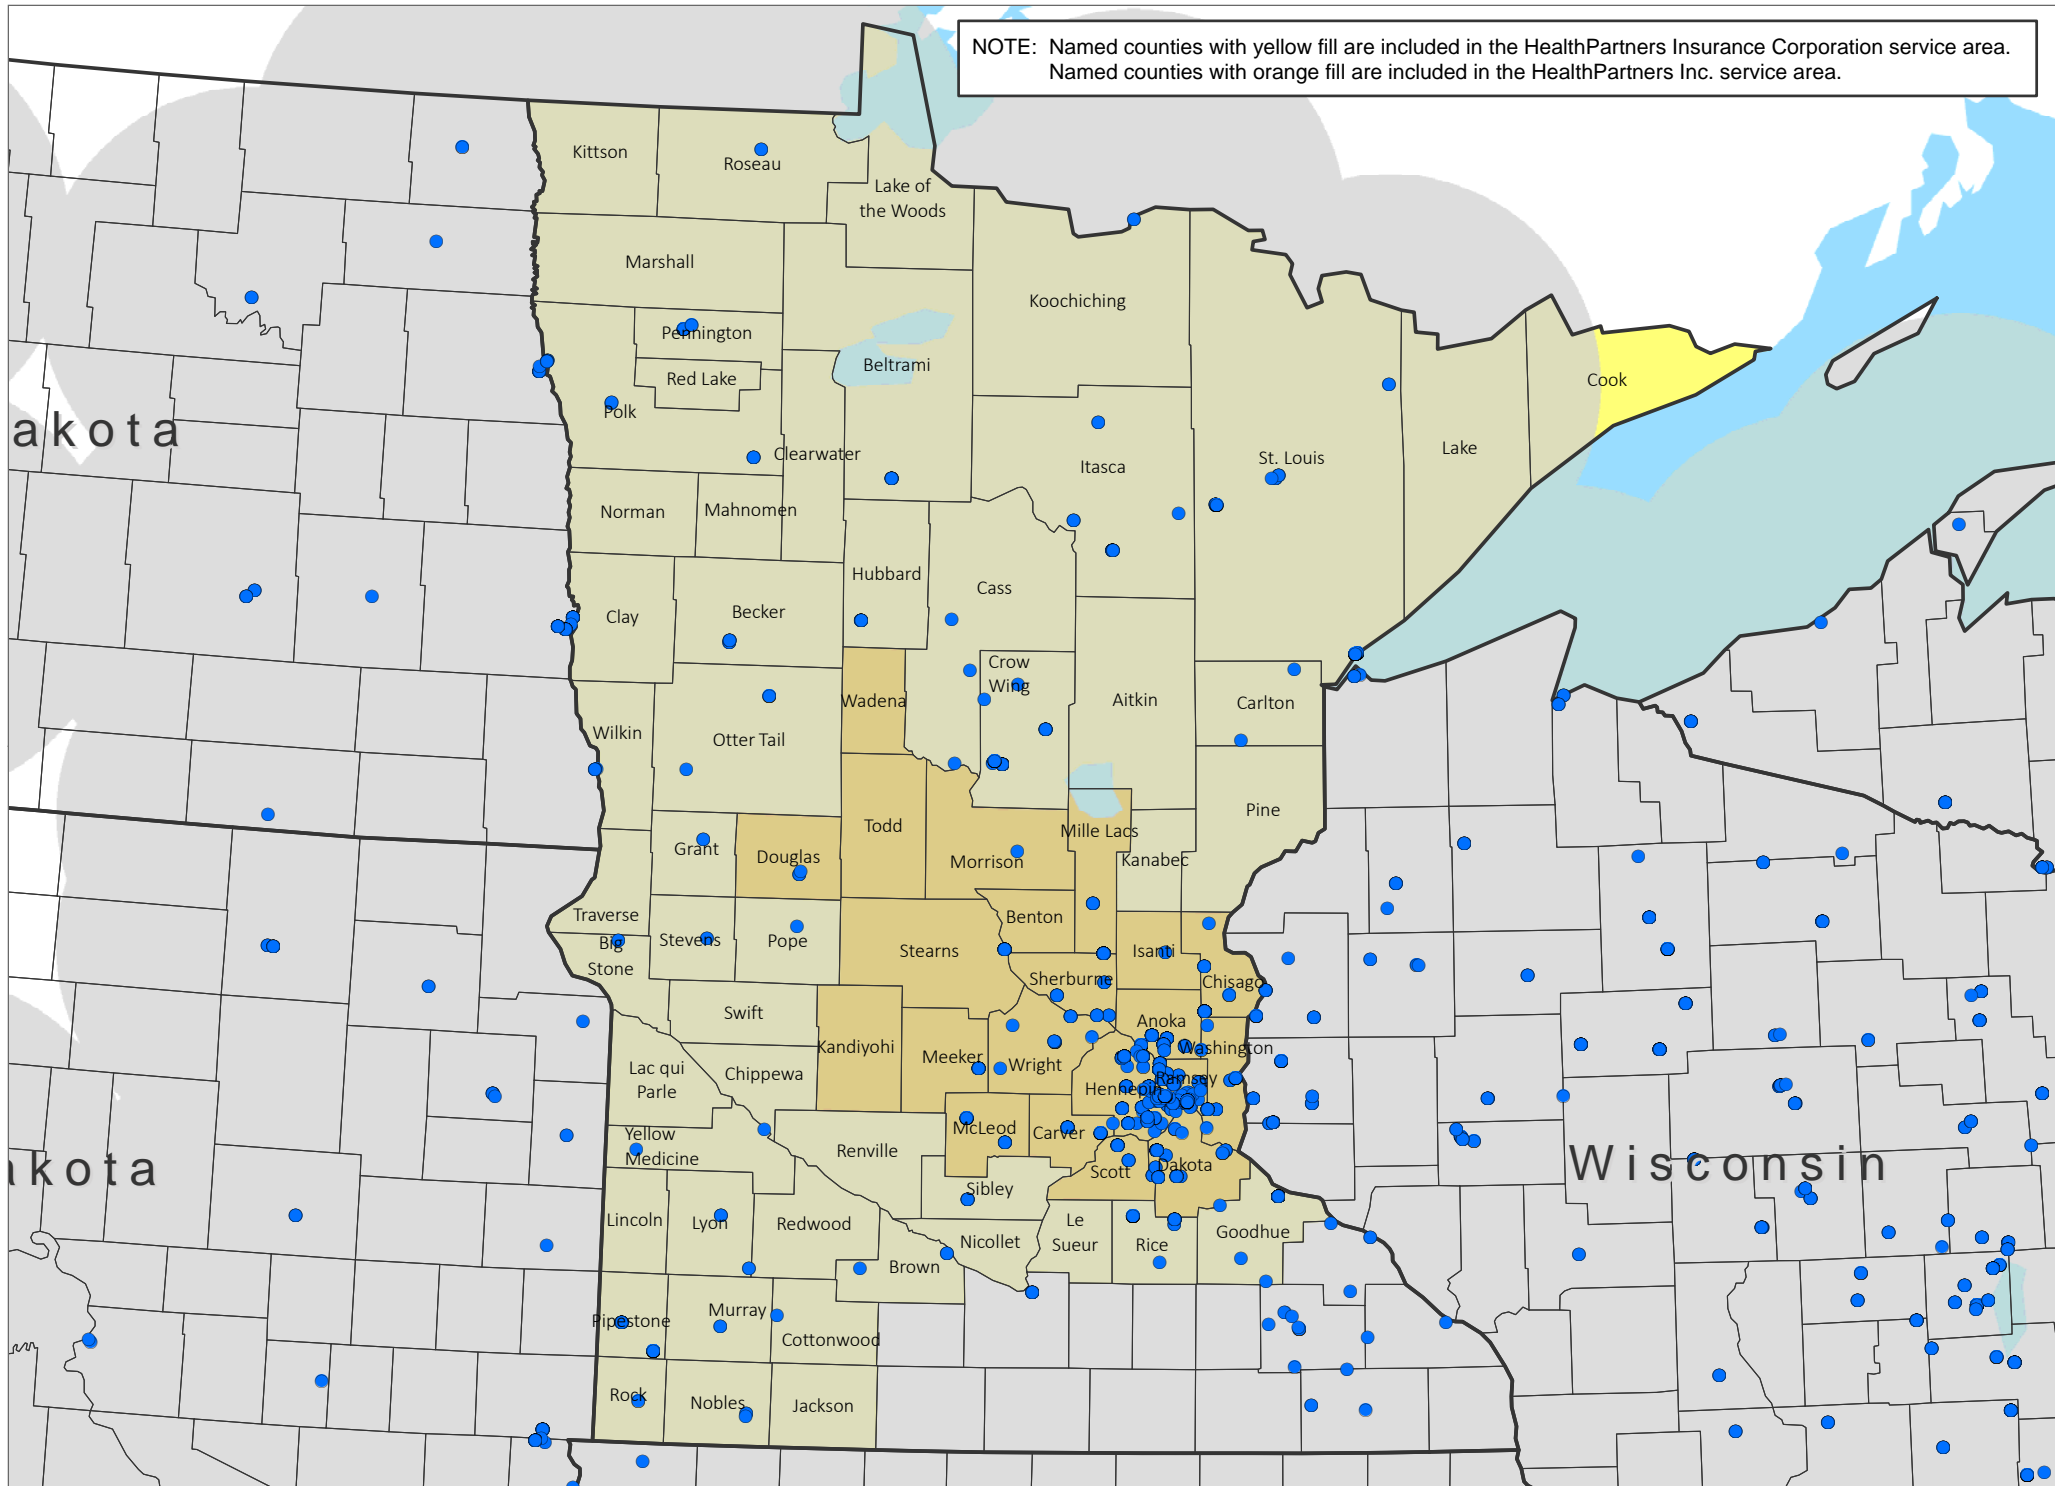 NOTE: Named counties with yellow fill are included in the HealthPartners Insurance Corporation service area.
Named counties with orange fill are included in the HealthPartners Inc. service area.
Kittson
Roseau
Lake of
the Woods
Marshall
Koochiching
Pennington
Beltrami
Red Lake
Cook
Polk
akota
Clearwater
Itasca
St. Louis
Lake
Norman
Mahnomen
Hubbard
Cass
Clay
Becker
Crow
Wing
Wadena
Aitkin
Carlton
Wilkin
Otter Tail
Pine
Todd
Mille Lacs
Grant
Douglas
Morrison
Kanabec
Traverse
Benton
Big
Stone
Stevens
Pope
Stearns
Isanti
Sherburne
Chisago
Swift
Anoka
Kandiyohi
Meeker
Wright
Washington
Lac qui
Parle
Chippewa
Hennepin
Ramsey
McLeod
Carver
Yellow
Medicine
Renville
Scott
Dakota
akota
Wisconsin
Sibley
Lincoln
Lyon
Redwood
Nicollet
Le
Sueur
Rice
Goodhue
Brown
Pipestone
Murray
Cottonwood
Rock
Nobles
Jackson